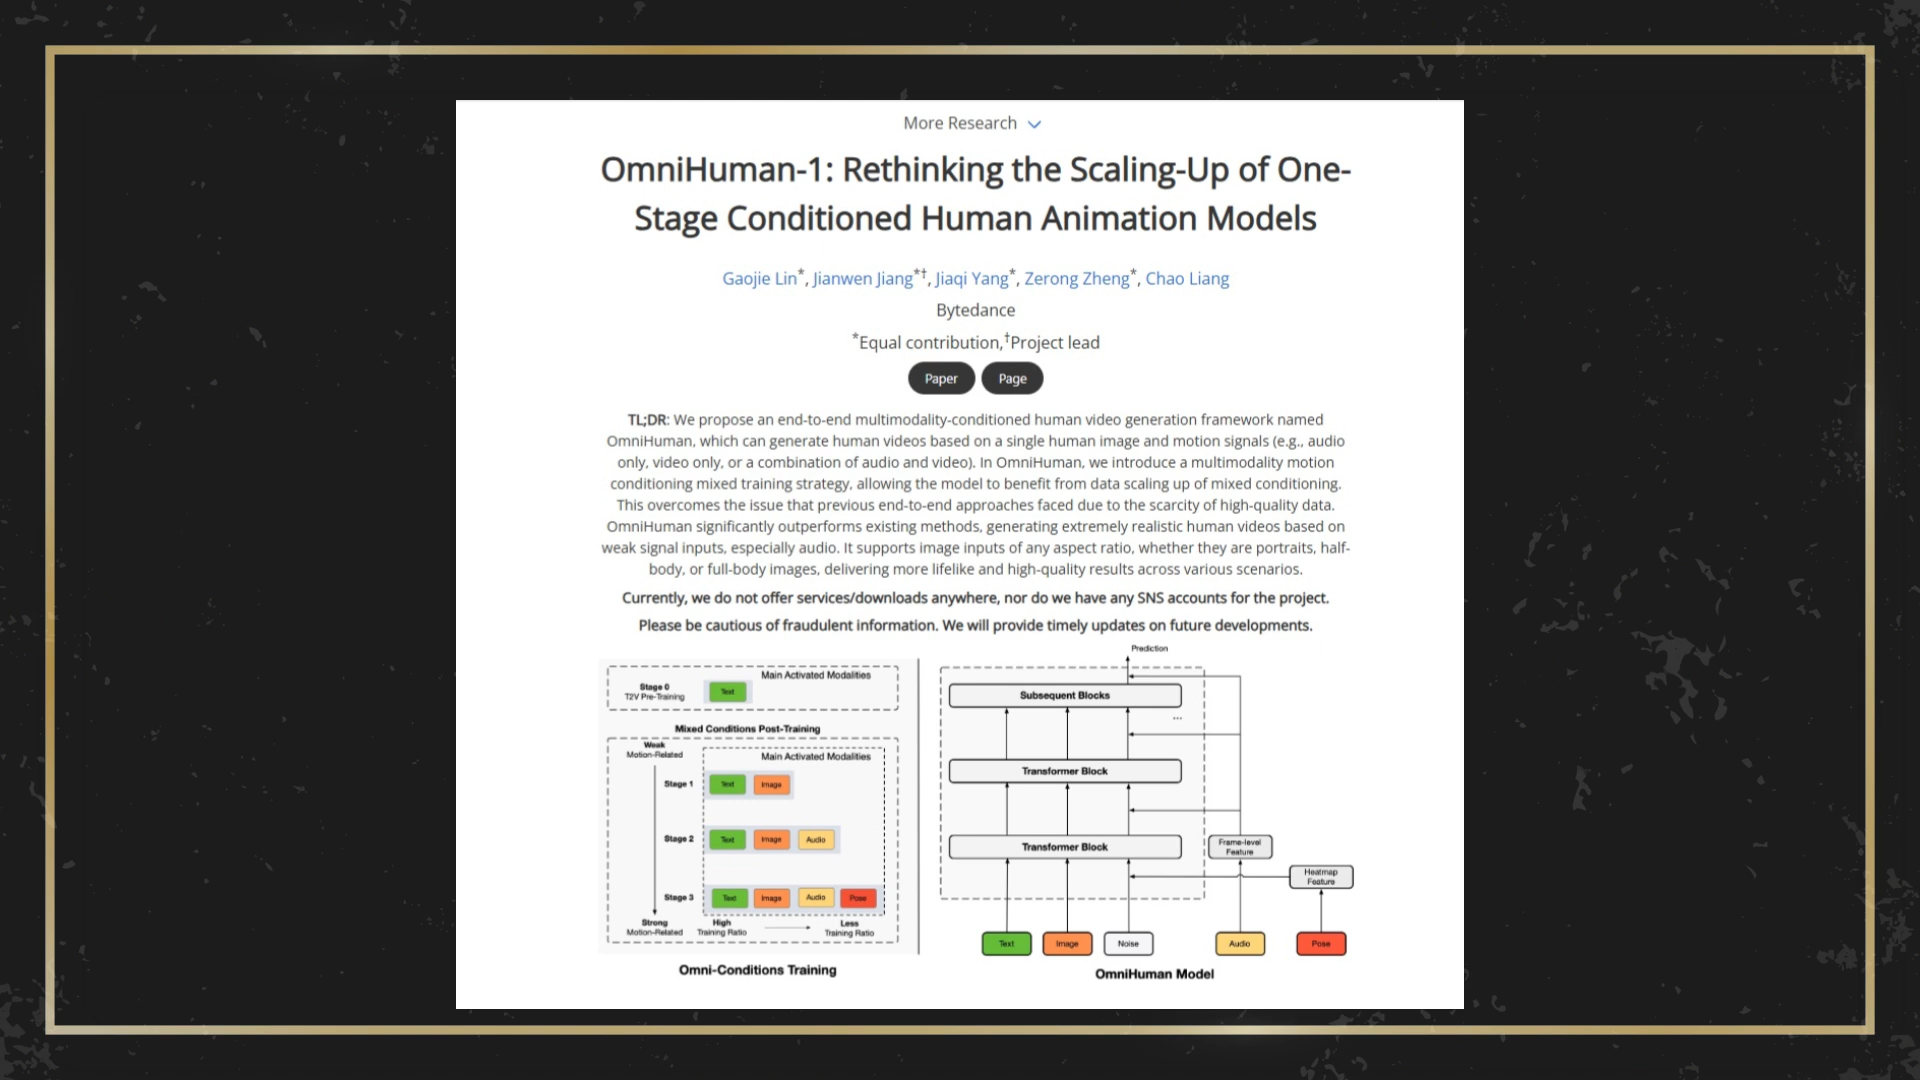 More Research
OmniHuman-1: Rethinking the Scaling-Up of One-
Stage Conditioned Human Animation Models
Gaojie Lin*, Jianwen Jiang*†, Jiaqi Yang*, Zerong Zheng*, Chao Liang
Bytedance
*Equal contribution,†Project lead
Paper Page
TL;DR: We propose an end-to-end multimodality-conditioned human video generation framework named
OmniHuman, which can generate human videos based on a single human image and motion signals (e.g., audio
only, video only, or a combination of audio and video). In OmniHuman, we introduce a multimodality motion
conditioning mixed training strategy, allowing the model to benefit from data scaling up of mixed conditioning.
This overcomes the issue that previous end-to-end approaches faced due to the scarcity of high-quality data.
OmniHuman significantly outperforms existing methods, generating extremely realistic human videos based on
weak signal inputs, especially audio. It supports image inputs of any aspect ratio, whether they are portraits, half-
body, or full-body images, delivering more lifelike and high-quality results across various scenarios.
Currently, we do not offer services/downloads anywhere, nor do we have any SNS accounts for the project.
Please be cautious of fraudulent information. We will provide timely updates on future developments.
Main Activated Modalities
Stage 0
T2V Pre-Training
Text
Mixed Conditions Post-Training
Weak
Motion-Related
Main Activated Modalities
Stage 1 Text Image
Stage 2 Text Image Audio
Stage 3 Text Image Audio Pose
Strong
Motion-Related
High
Training Ratio
Less
Training Ratio
Omni-Conditions Training
Prediction
Subsequent Blocks
...
Transformer Block
Transformer Block
Frame-level
Feature
Heatmap
Feature
Text Image Noise Audio Pose
OmniHuman Model